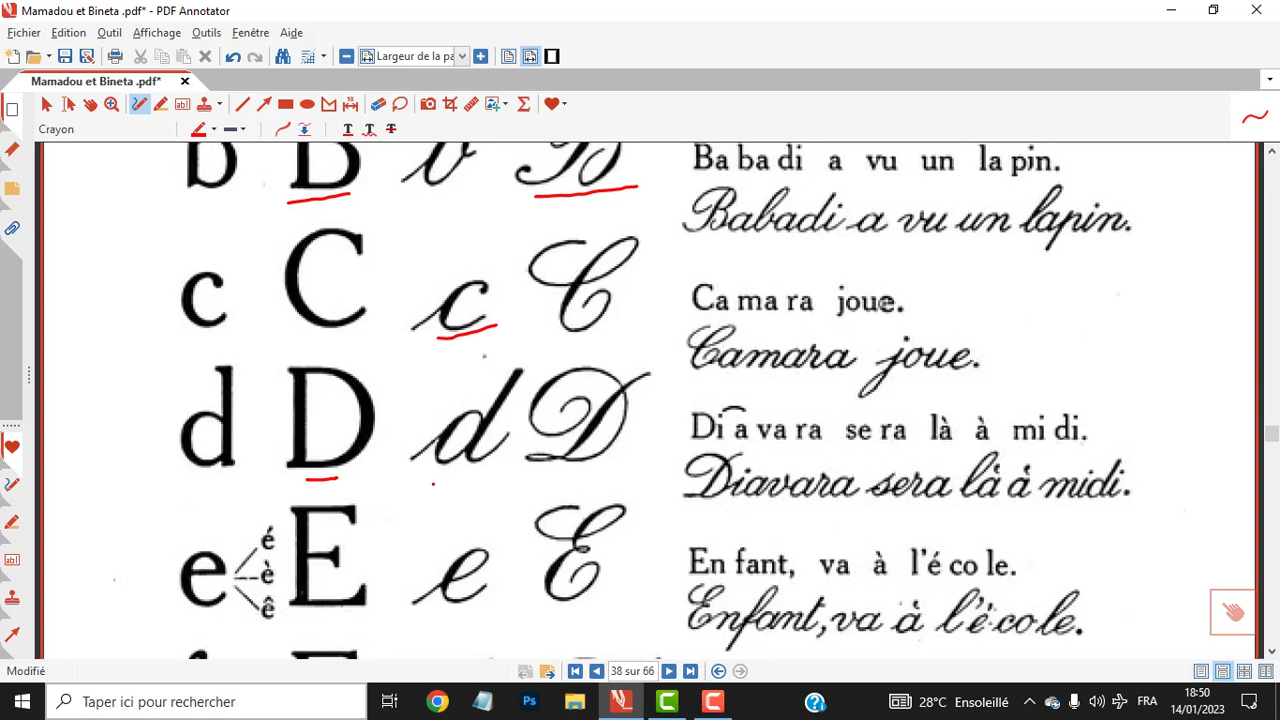 Mamadou et Bineta .pdf* - PDF Annotator
Fichier Edition Outil Affichage Outils Fenêtre Aide
Largeur de la pa
Mamadou et Bineta .pdf*
Crayon
b B b B Ba ba di a vu un la pin.
Babadi a vu un lapin.
c C c C Ca ma ra joue.
Camara joue.
d D d D Di a va ra se ra là à mi di.
Diavara sera là à midi.
e é è ê E e E En fant, va à l'é co le.
Enfant, va à l'école.
Modifié 38 sur 66
Taper ici pour rechercher
28°C Ensoleillé FRA 18:50
14/01/2023